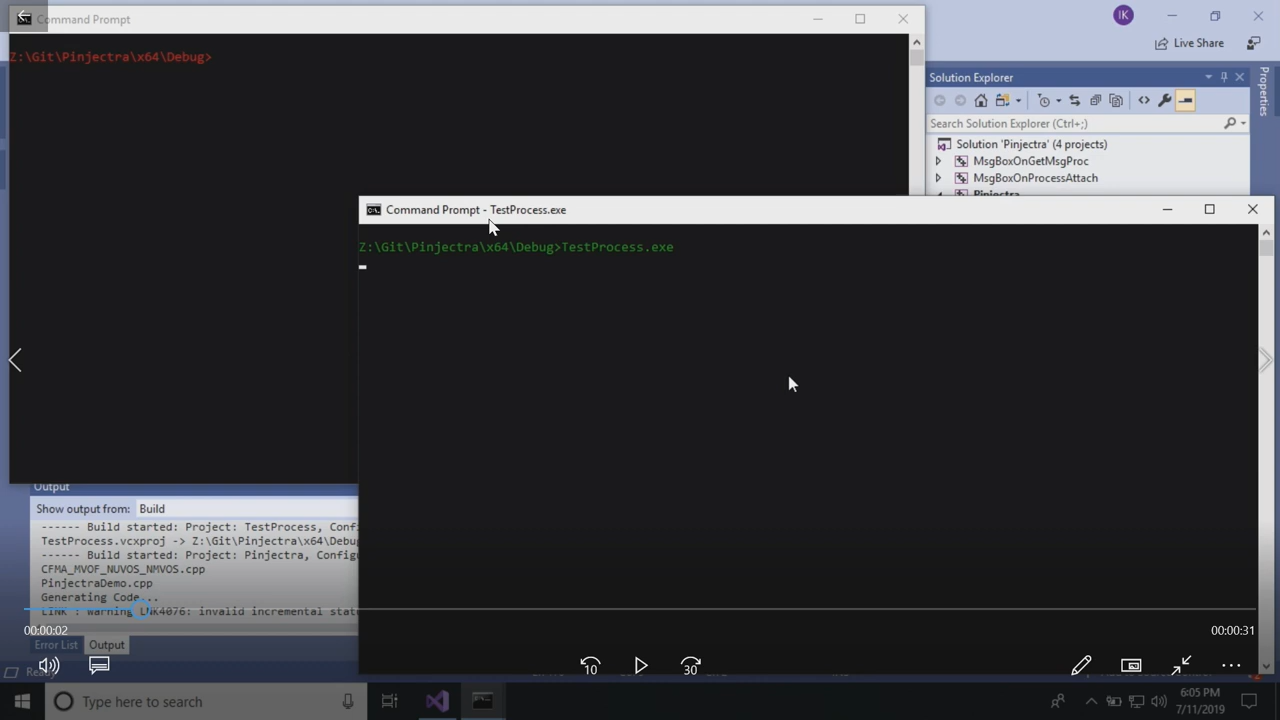 Command Prompt
IK
Z:\Git\Pinjectra\x64\Debug>
Live Share
Solution Explorer
Properties
Search Solution Explorer (Ctrl+;)
Solution 'Pinjectra' (4 projects)
MsgBoxOnGetMsgProc
MsgBoxOnProcessAttach
Pinjectra
Command Prompt - TestProcess.exe
Z:\Git\Pinjectra\x64\Debug>TestProcess.exe
Output
Show output from: Build
------ Build started: Project: TestProcess, Confi
TestProcess.vcxproj -> Z:\Git\Pinjectra\x64\Debu
------ Build started: Project: Pinjectra, Configu
CFMA_MVOF_NUVOS_NMVOS.cpp
PinjectraDemo.cpp
Generating Code...
LINK : warning LNK4076: invalid incremental stat
00:00:02
00:00:31
Error List Output
10
30
Ready
Type here to search
6:05 PM
7/11/2019